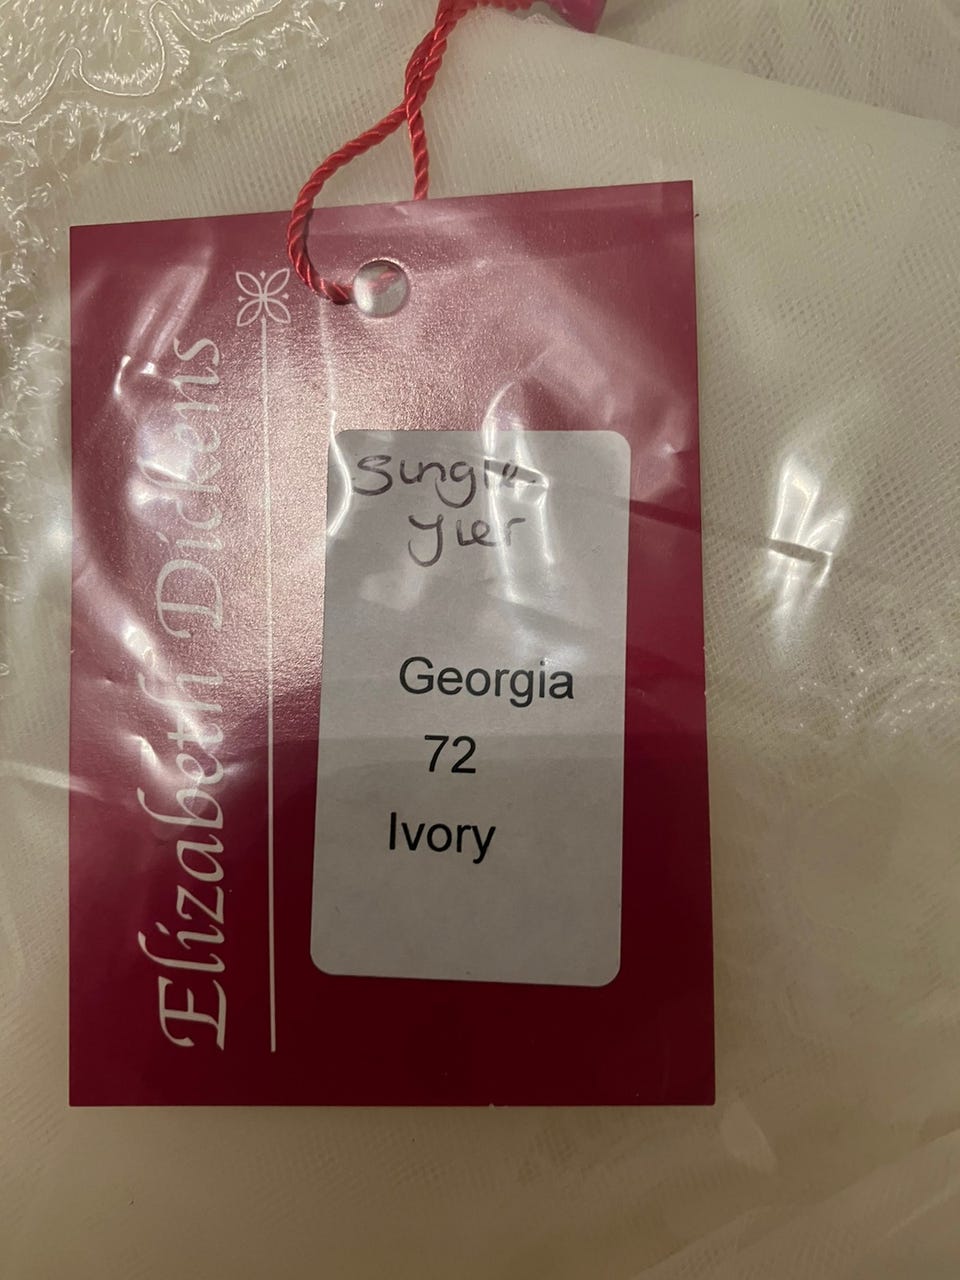 Elizabeth Dickens
Single
Tier
Georgia
72
Ivory